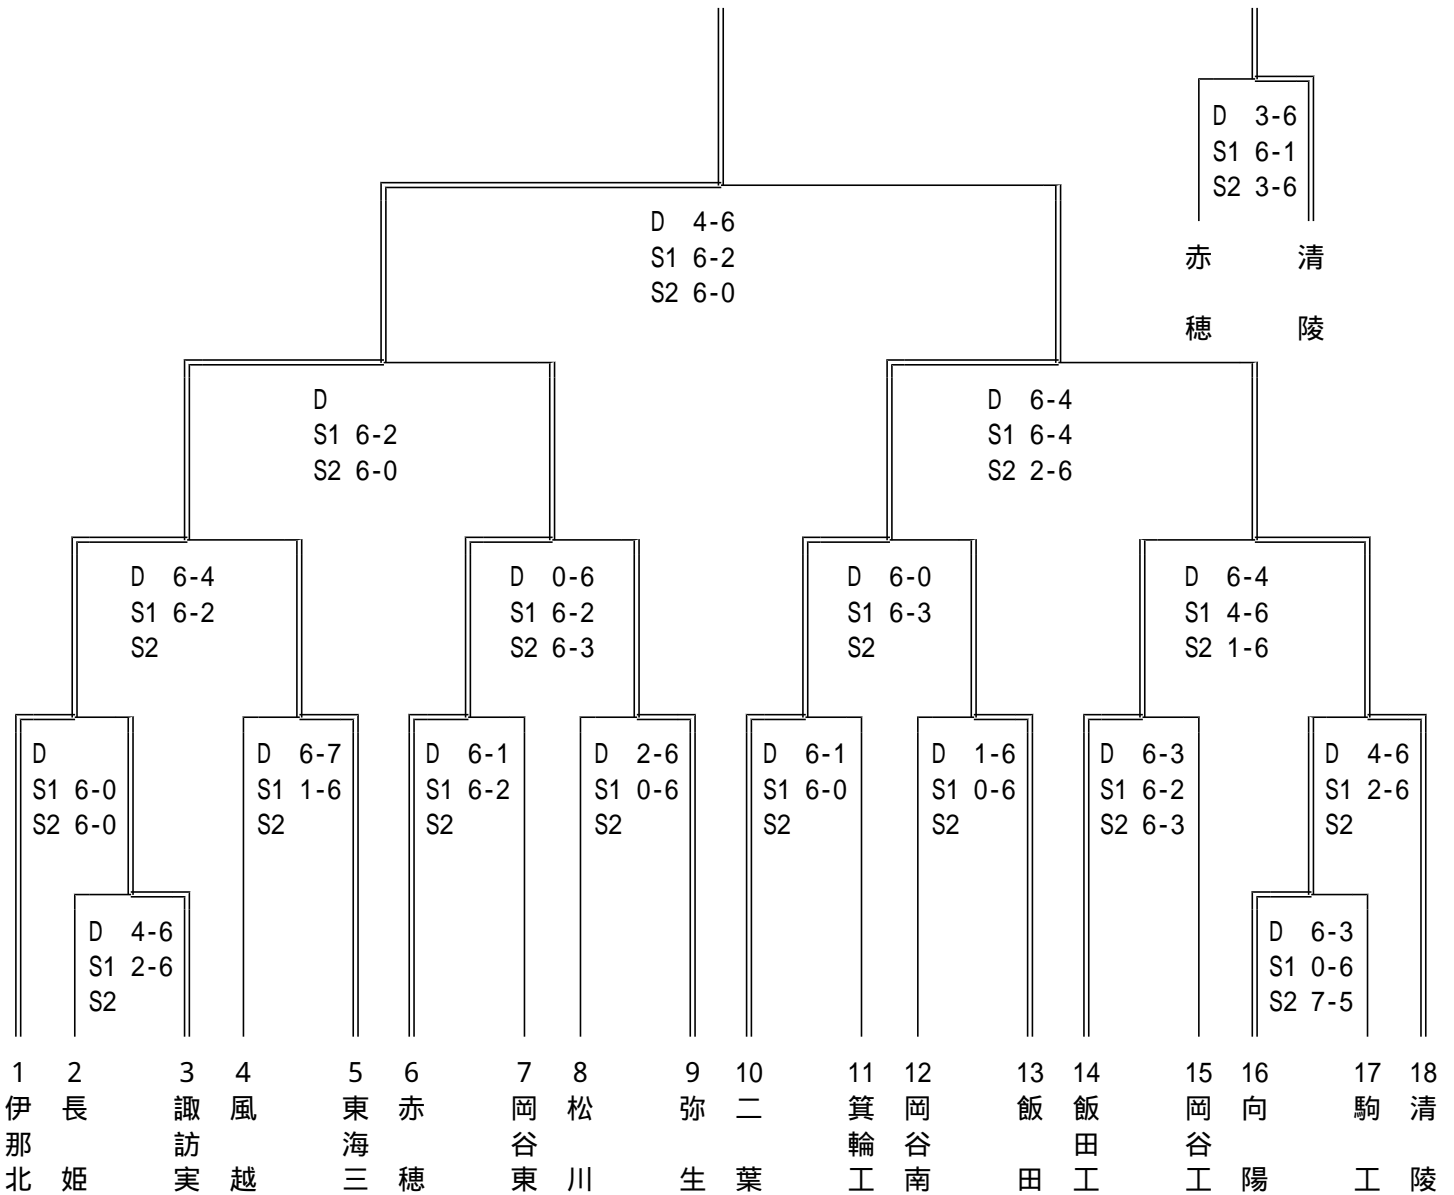 D 3-6
S1 6-1
S2 3-6
赤穂
清陵
D 4-6
S1 6-2
S2 6-0
D
S1 6-2
S2 6-0
D 6-4
S1 6-4
S2 2-6
D 6-4
S1 6-2
S2
D 0-6
S1 6-2
S2 6-3
D 6-0
S1 6-3
S2
D 6-4
S1 4-6
S2 1-6
D
S1 6-0
S2 6-0
D 6-7
S1 1-6
S2
D 6-1
S1 6-2
S2
D 2-6
S1 0-6
S2
D 6-1
S1 6-0
S2
D 1-6
S1 0-6
S2
D 6-3
S1 6-2
S2 6-3
D 4-6
S1 2-6
S2
D 4-6
S1 2-6
S2
D 6-3
S1 0-6
S2 7-5
1 伊那北
2 長姫
3 諏訪実
4 風越
5 東海三
6 赤穂
7 岡谷東
8 松川
9 弥生
10 二葉
11 箕輪工
12 岡谷南
13 飯田
14 飯田工
15 岡谷工
16 向陽
17 駒工
18 清陵